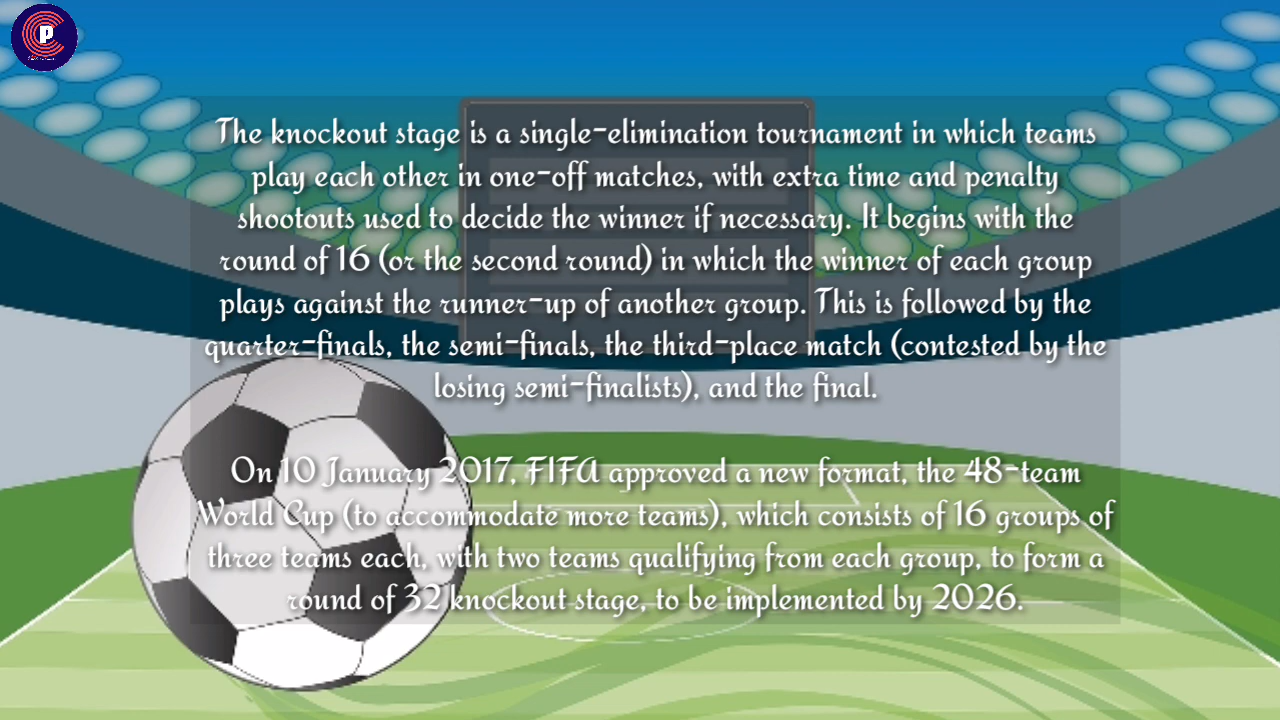 P
The knockout stage is a single-elimination tournament in which teams
play each other in one-off matches, with extra time and penalty
shootouts used to decide the winner if necessary. It begins with the
round of 16 (or the second round) in which the winner of each group
plays against the runner-up of another group. This is followed by the
quarter-finals, the semi-finals, the third-place match (contested by the
losing semi-finalists), and the final.
On 10 January 2017, FIFA approved a new format, the 48-team
World Cup (to accommodate more teams), which consists of 16 groups of
three teams each, with two teams qualifying from each group, to form a
round of 32 knockout stage, to be implemented by 2026.